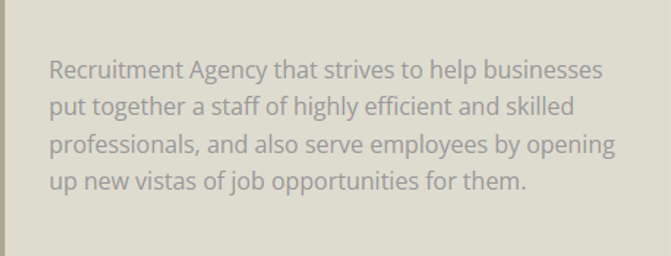 Recruitment Agency that strives to help businesses
put together a staff of highly efficient and skilled
professionals, and also serve employees by opening
up new vistas of job opportunities for them.